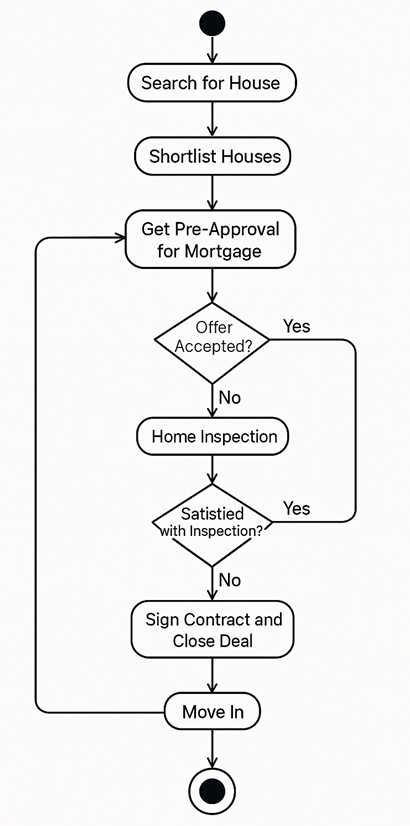 Search for House
Shortlist Houses
Get Pre-Approval
for Mortgage
Offer
Accepted?
Yes
No
Home Inspection
Satistied
with Inspection?
Yes
No
Sign Contract and
Close Deal
Move In